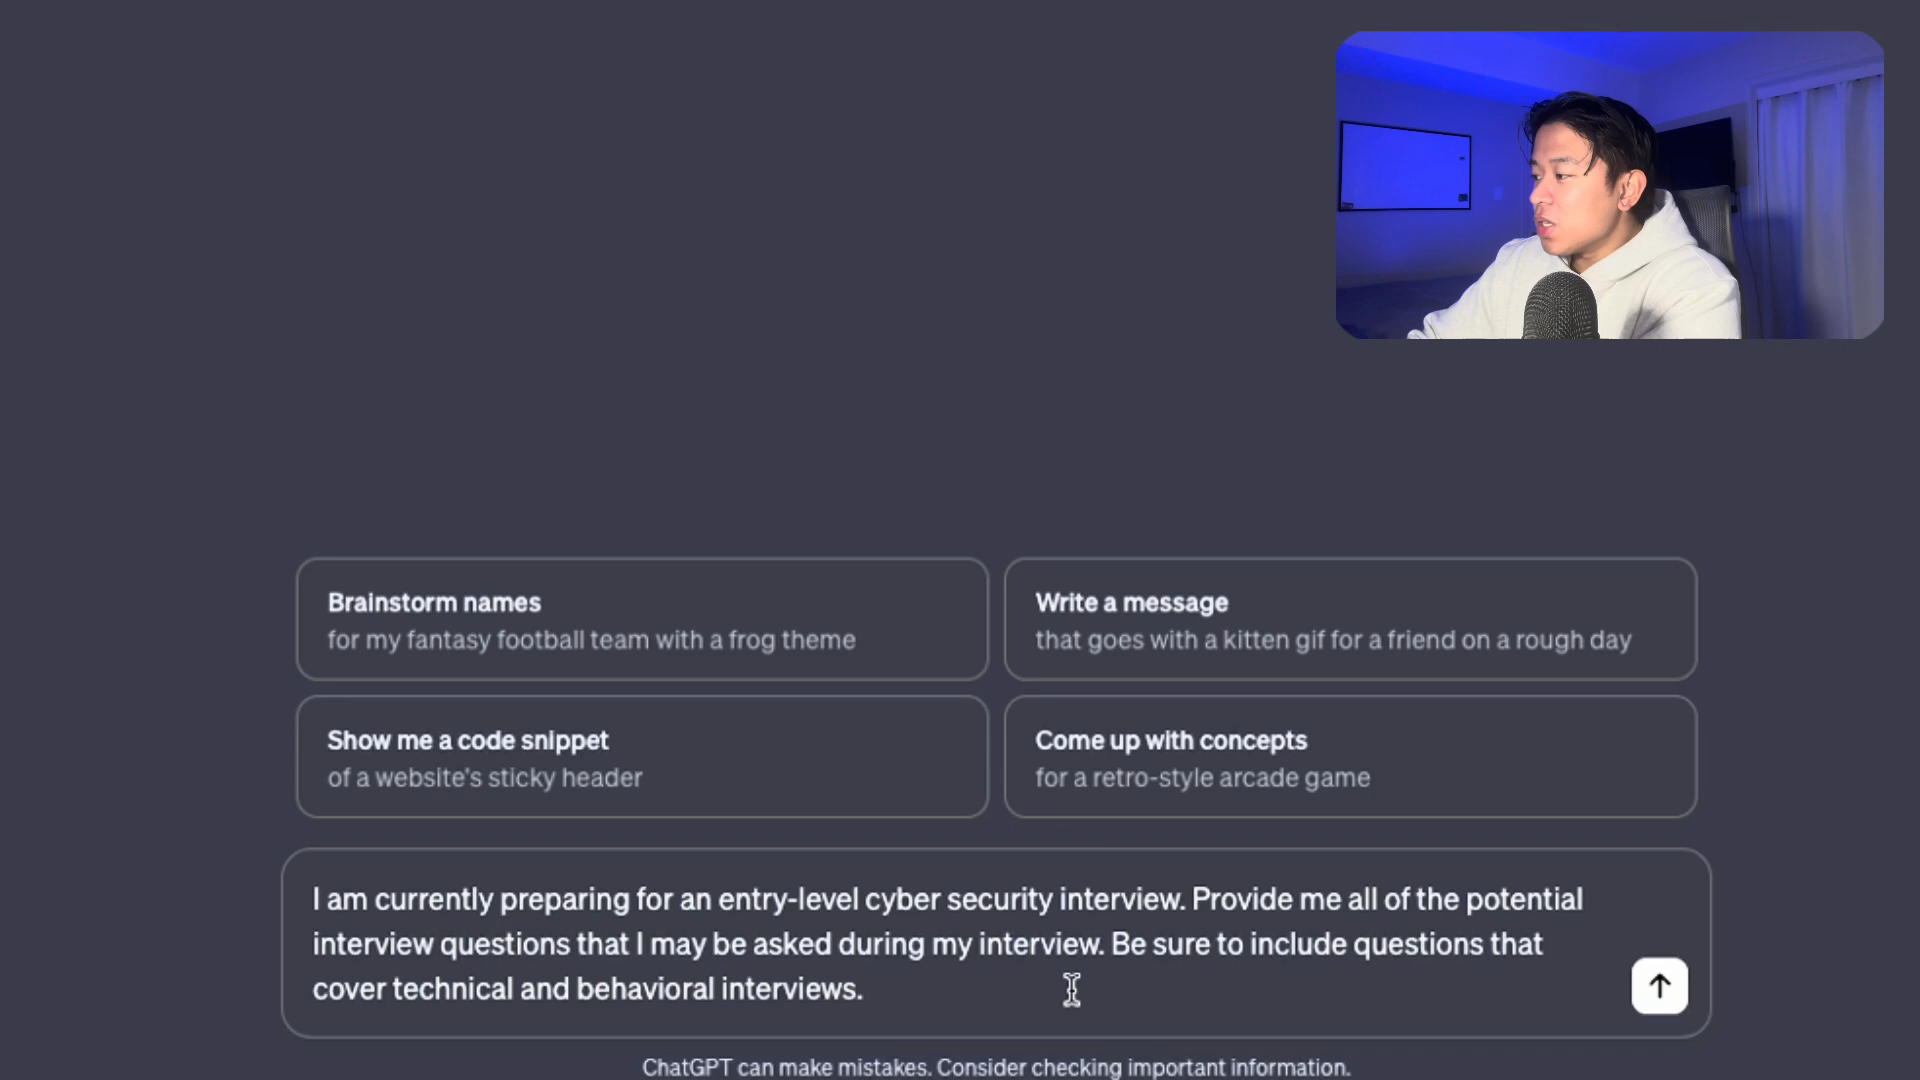 Brainstorm names
for my fantasy football team with a frog theme
Write a message
that goes with a kitten gif for a friend on a rough day
Show me a code snippet
of a website's sticky header
Come up with concepts
for a retro-style arcade game
I am currently preparing for an entry-level cyber security interview. Provide me all of the potential
interview questions that I may be asked during my interview. Be sure to include questions that
cover technical and behavioral interviews.
ChatGPT can make mistakes. Consider checking important information.